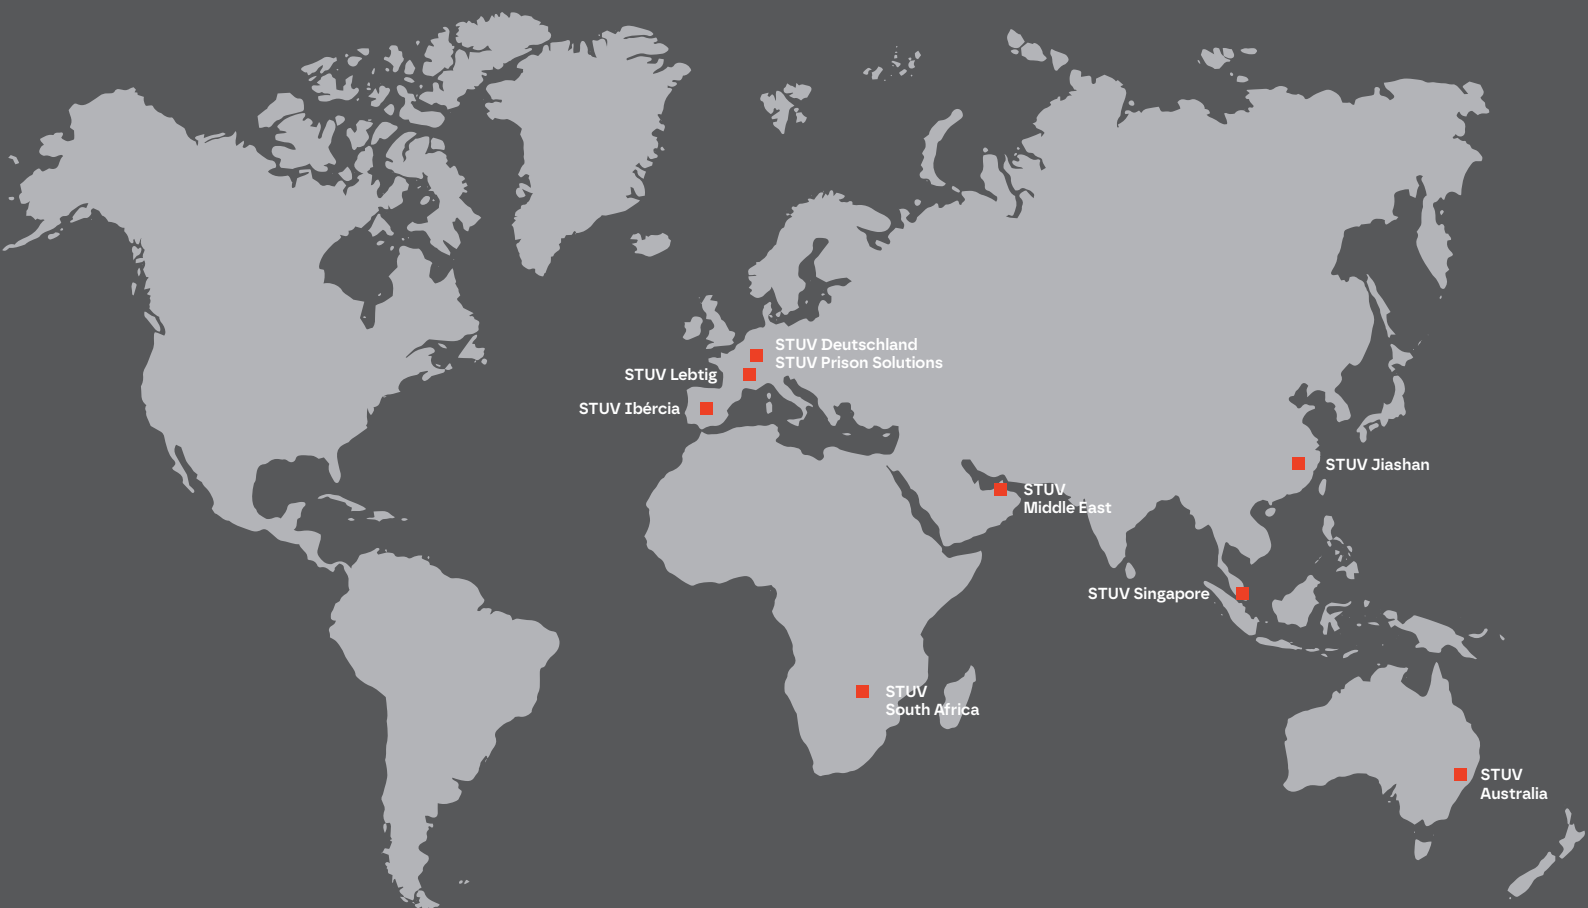 STUV Deutschland
STUV Prison Solutions
STUV Lebtig
STUV Ibércia
STUV Jiashan
STUV
Middle East
STUV Singapore
STUV
South Africa
STUV
Australia